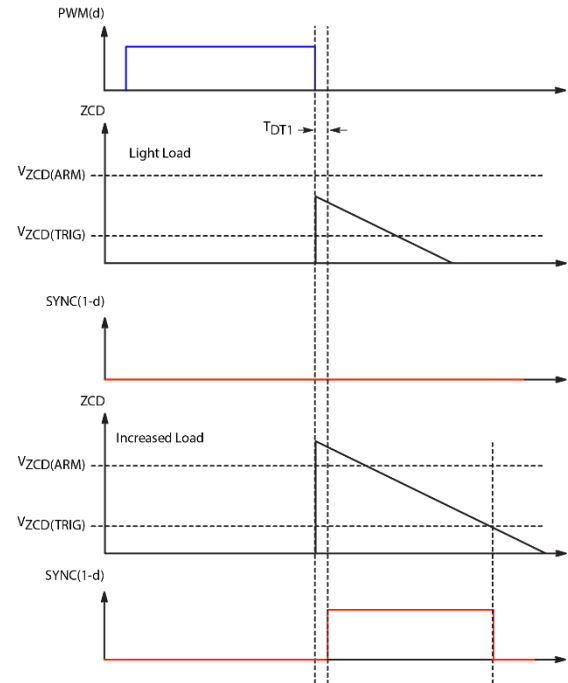 PWM(d)
ZCD
TDT1
Light Load
VZCD(ARM)
VZCD(TRIG)
SYNC(1-d)
ZCD
Increased Load
VZCD(ARM)
VZCD(TRIG)
SYNC(1-d)